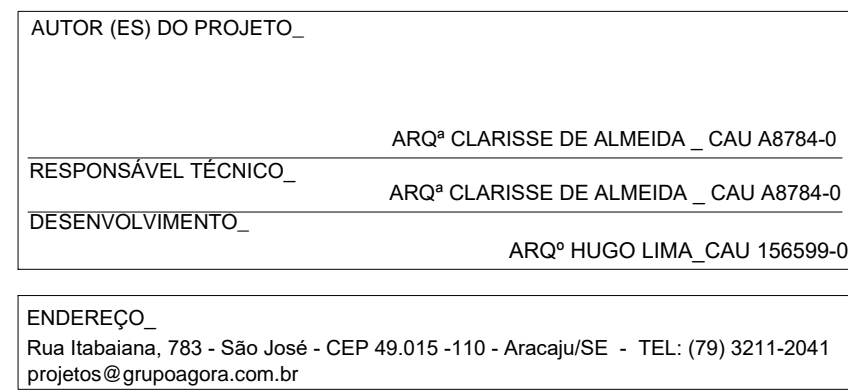 AUTOR (ES) DO PROJETO_
ARQª CLARISSE DE ALMEIDA _ CAU A8784-0
RESPONSÁVEL TÉCNICO_
ARQª CLARISSE DE ALMEIDA _ CAU A8784-0
DESENVOLVIMENTO_
ARQº HUGO LIMA_CAU 156599-0
ENDEREÇO_
Rua Itabaiana, 783 - São José - CEP 49.015 -110 - Aracaju/SE - TEL: (79) 3211-2041
projetos@grupoagora.com.br